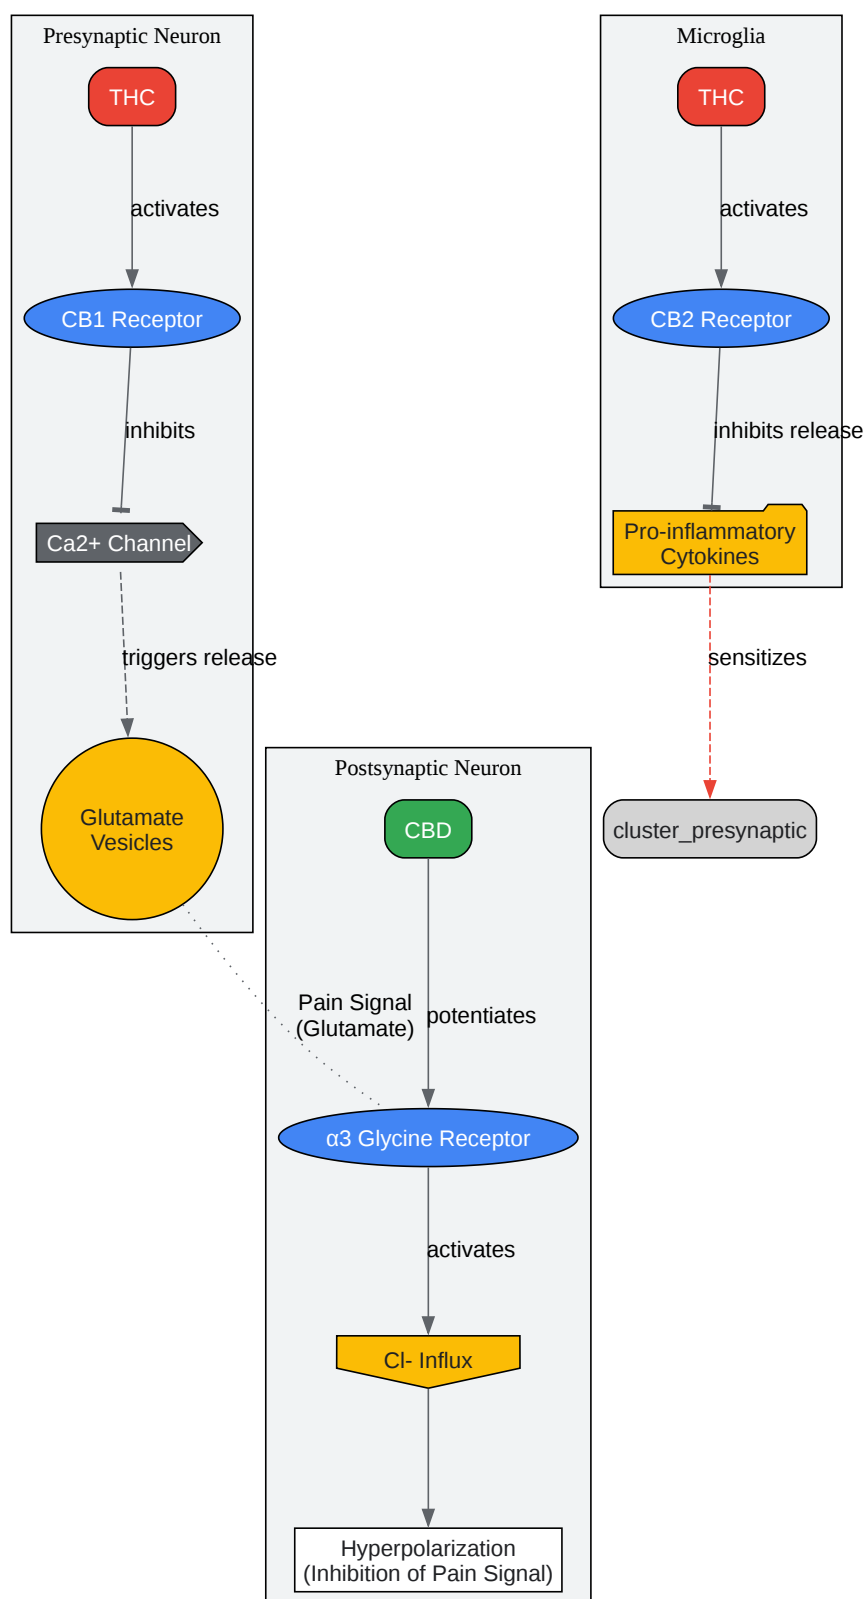 Presynaptic Neuron
THC
activates
CB1 Receptor
inhibits
Ca2+ Channel
triggers release
Glutamate
Vesicles
Microglia
THC
activates
CB2 Receptor
inhibits release
Pro-inflammatory
Cytokines
sensitizes
cluster_presynaptic
Postsynaptic Neuron
CBD
Pain Signal
(Glutamate)
potentiates
α3 Glycine Receptor
activates
Cl- Influx
Hyperpolarization
(Inhibition of Pain Signal)